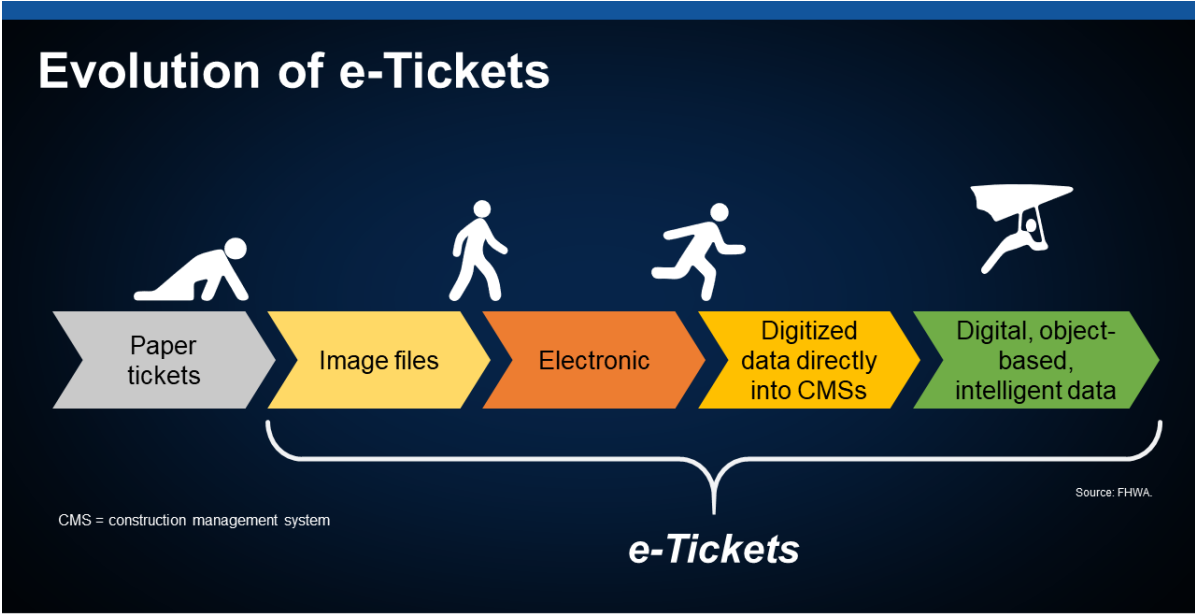 Evolution of e-Tickets
Paper
tickets
Image files
Electronic
Digitized
data directly
into CMSs
Digital, object-
based,
intelligent data
Source: FHWA.
CMS = construction management system
e-Tickets